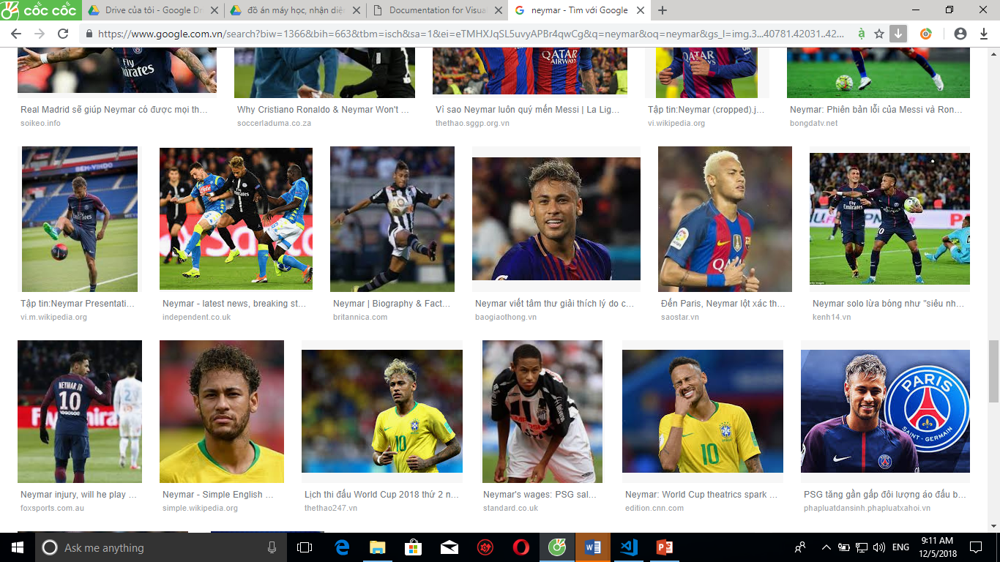 cốc cốc
Drive của tôi - Google Dr
đồ án máy học, nhận diện
Documentation for Visua
neymar - Tìm với Google
https://www.google.com.vn/search?biw=1366&bih=663&tbm=isch&sa=1&ei=eTMHXJqSL5uvyAPBr4qwCg&q=neymar&oq=neymar&gs_l=img.3...40781.42031..42...
Fly Emirates
QATAR AIRWAYS
QATAR
Real Madrid sẽ giúp Neymar có được mọi th...
Why Cristiano Ronaldo & Neymar Won't ...
Vì sao Neymar luôn quý mến Messi | La Lig...
Tập tin:Neymar (cropped).j...
Neymar: Phiên bản lỗi của Messi và Ron...
soikeo.info
soccerladuma.co.za
thethao.sggp.org.vn
vi.wikipedia.org
bongdatv.net
Tập tin:Neymar Presentati...
Neymar - latest news, breaking st...
Neymar | Biography & Fact...
Neymar viết tâm thư giải thích lý do c...
Đến Paris, Neymar lột xác th...
Neymar solo lừa bóng như "siêu nh...
vi.m.wikipedia.org
independent.co.uk
britannica.com
baogiaothong.vn
saostar.vn
kenh14.vn
NEYMAR JR
10
2
10
10
PARIS
SAINT - GERMAIN
Neymar injury, will he play ...
Neymar - Simple English ...
Lịch thi đấu World Cup 2018 thứ 2 n...
Neymar's wages: PSG sal...
Neymar: World Cup theatrics spark ...
PSG tăng gần gấp đôi lượng áo đấu b...
foxsports.com.au
simple.wikipedia.org
thethao247.vn
standard.co.uk
edition.cnn.com
phapluatdansinh.phapluatxahoi.vn
Ask me anything
ENG
9:11 AM
12/5/2018